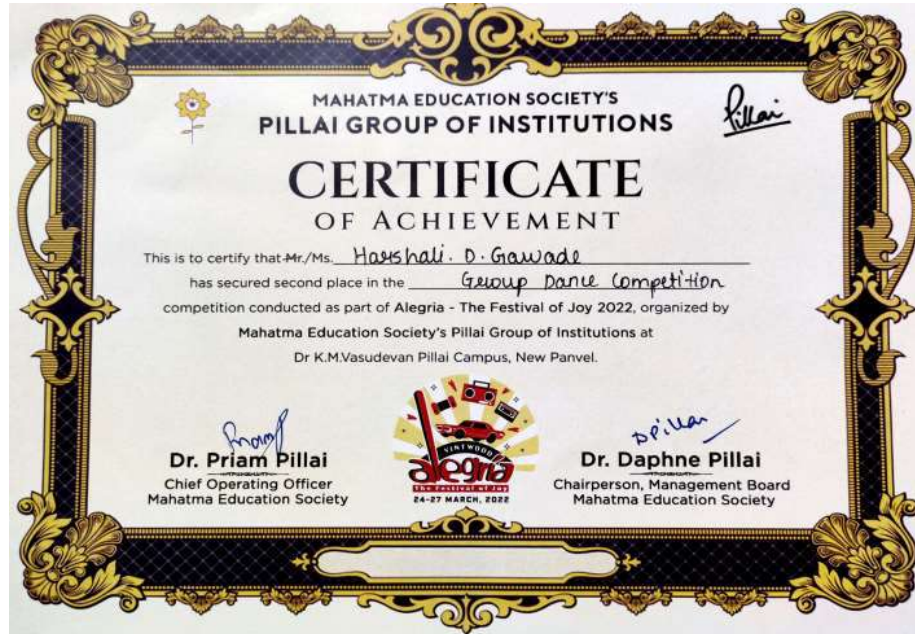 MAHATMA EDUCATION SOCIETY'S
PILLAI GROUP OF INSTITUTIONS
Pillai
CERTIFICATE
OF ACHIEVEMENT
This is to certify that Mr./Ms. Harshali. D. Gawade
has secured second place in the Group Dance Competition
competition conducted as part of Alegria - The Festival of Joy 2022, organized by
Mahatma Education Society's Pillai Group of Institutions at
Dr K.M.Vasudevan Pillai Campus, New Panvel.
VINTWOOD
alegria
The Festival of Joy
24-27 MARCH, 2022
Dr. Priam Pillai
Chief Operating Officer
Mahatma Education Society
DPillai
Dr. Daphne Pillai
Chairperson, Management Board
Mahatma Education Society